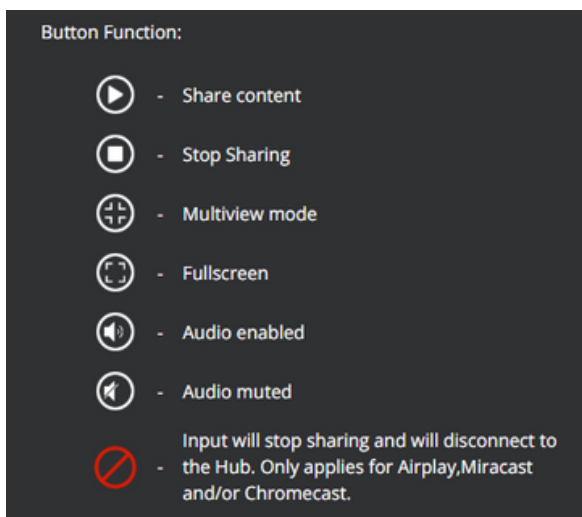 Button Function:
- Share content
- Stop Sharing
- Multiview mode
- Fullscreen
- Audio enabled
- Audio muted
Input will stop sharing and will disconnect to
- the Hub. Only applies for Airplay,Miracast
and/or Chromecast.